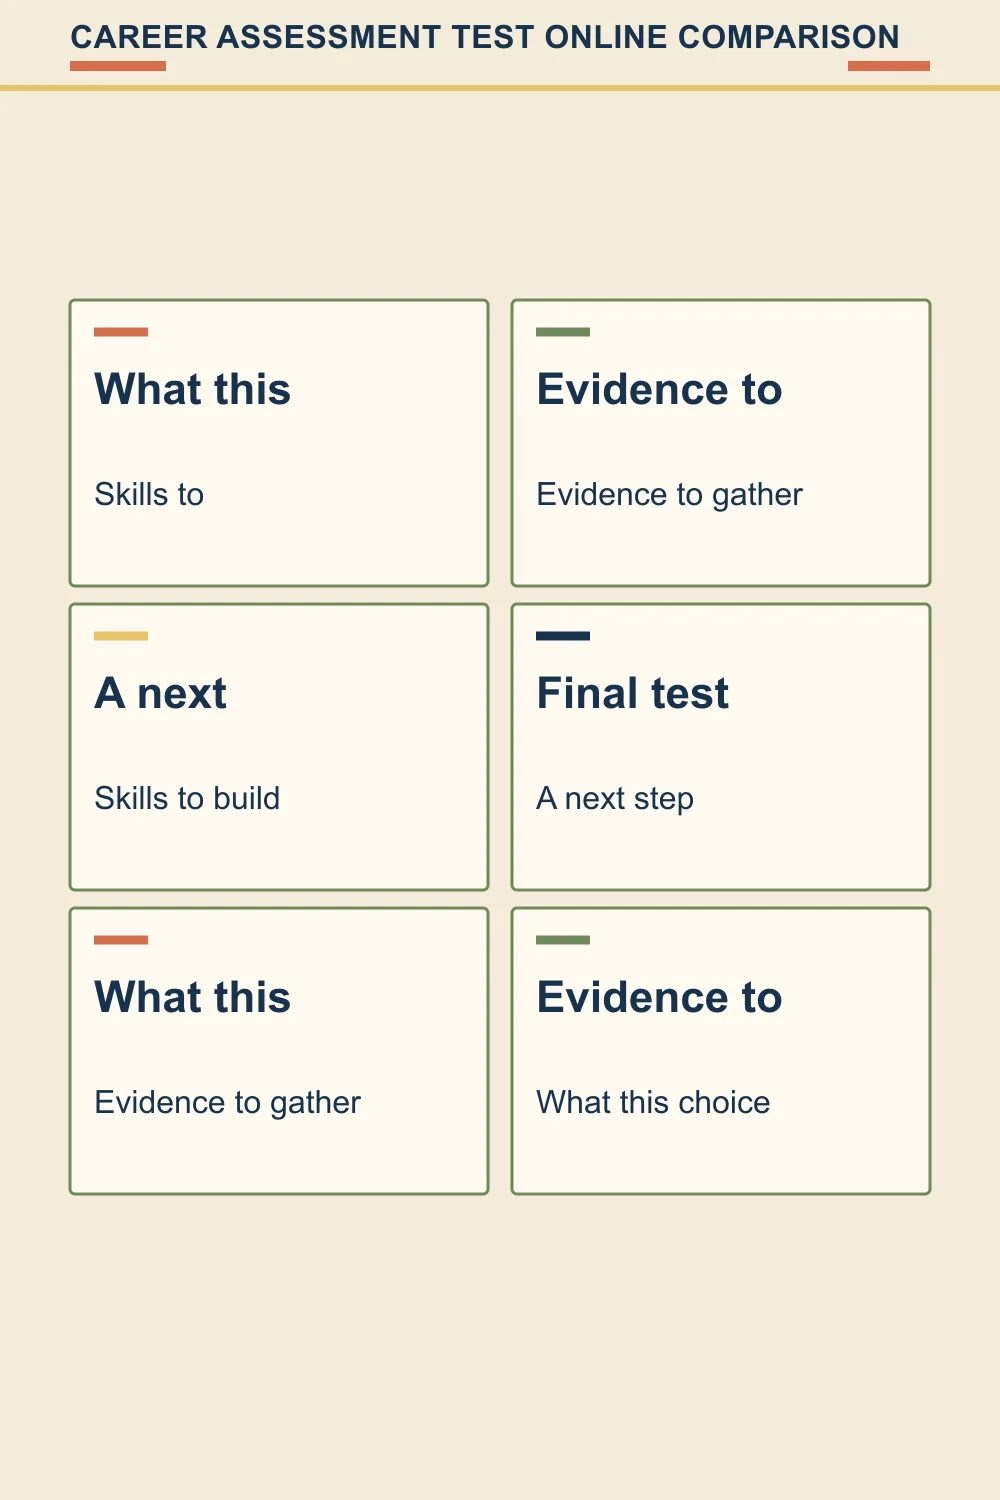 CAREER ASSESSMENT TEST ONLINE COMPARISON
What this
Skills to
Evidence to
Evidence to gather
A next
Skills to build
Final test
A next step
What this
Evidence to gather
Evidence to
What this choice